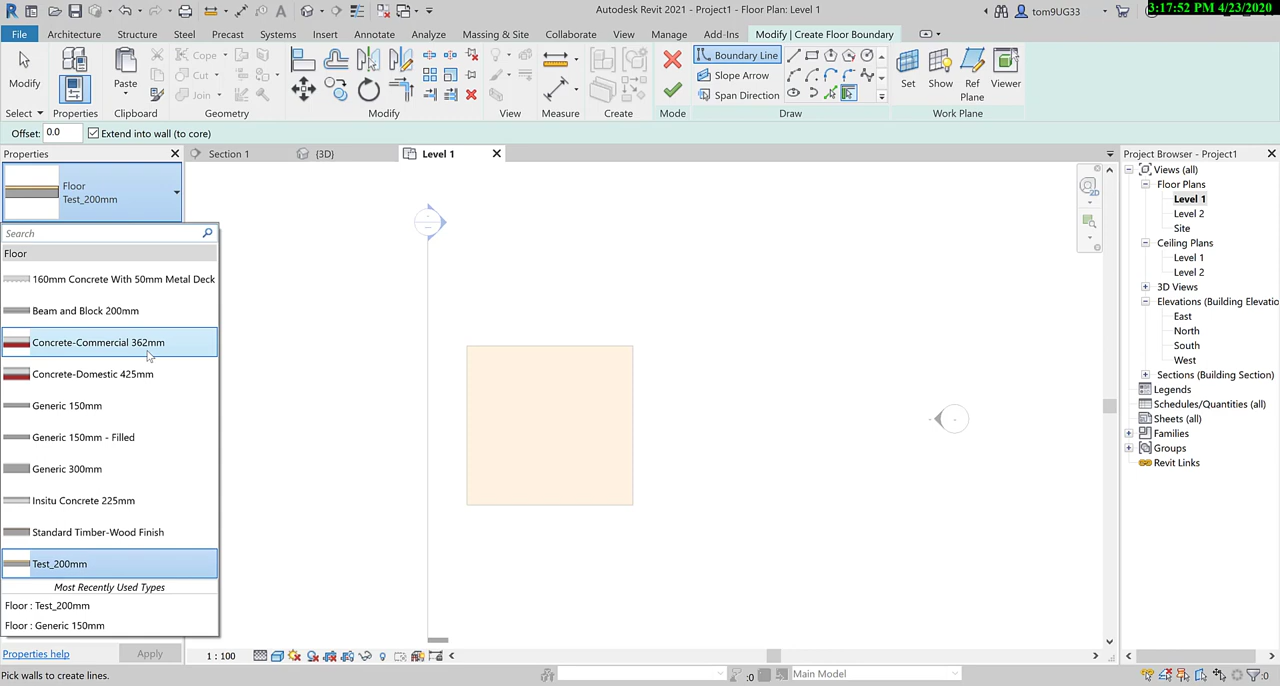 Autodesk Revit 2021 - Project1 - Floor Plan: Level 1
tom9UG33
3:17:52 PM 4/23/2020
File Architecture Structure Steel Precast Systems Insert Annotate Analyze Massing & Site Collaborate View Manage Add-Ins Modify | Create Floor Boundary
Modify
Paste
Cope
Cut
Join
Boundary Line
Slope Arrow
Span Direction
Set
Show
Ref
Plane
Viewer
Select Properties Clipboard Geometry Modify View Measure Create Mode Draw Work Plane
Offset: 0.0 Extend into wall (to core)
Properties
Section 1
{3D}
Level 1
Project Browser - Project1
Floor
Test_200mm
Search
Floor
160mm Concrete With 50mm Metal Deck
Beam and Block 200mm
Concrete-Commercial 362mm
Concrete-Domestic 425mm
Generic 150mm
Generic 150mm - Filled
Generic 300mm
Insitu Concrete 225mm
Standard Timber-Wood Finish
Test_200mm
Most Recently Used Types
Floor : Test_200mm
Floor : Generic 150mm
Properties help
Apply
2D
Views (all)
Floor Plans
Level 1
Level 2
Site
Ceiling Plans
Level 1
Level 2
3D Views
Elevations (Building Elevatio
East
North
South
West
Sections (Building Section)
Legends
Schedules/Quantities (all)
Sheets (all)
Families
Groups
Revit Links
1 : 100
Pick walls to create lines.
:0
Main Model
:0